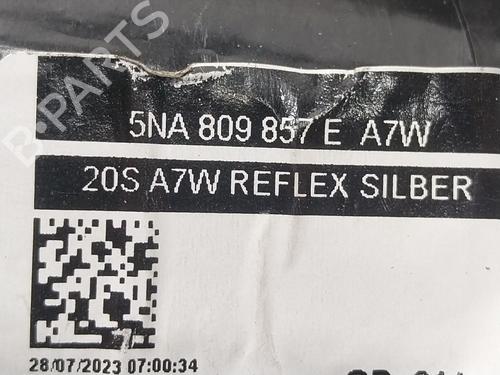 B-PARTS
5NA 809 857 E A7W
20S A7W REFLEX SILBER
28/07/2023 07:00:34